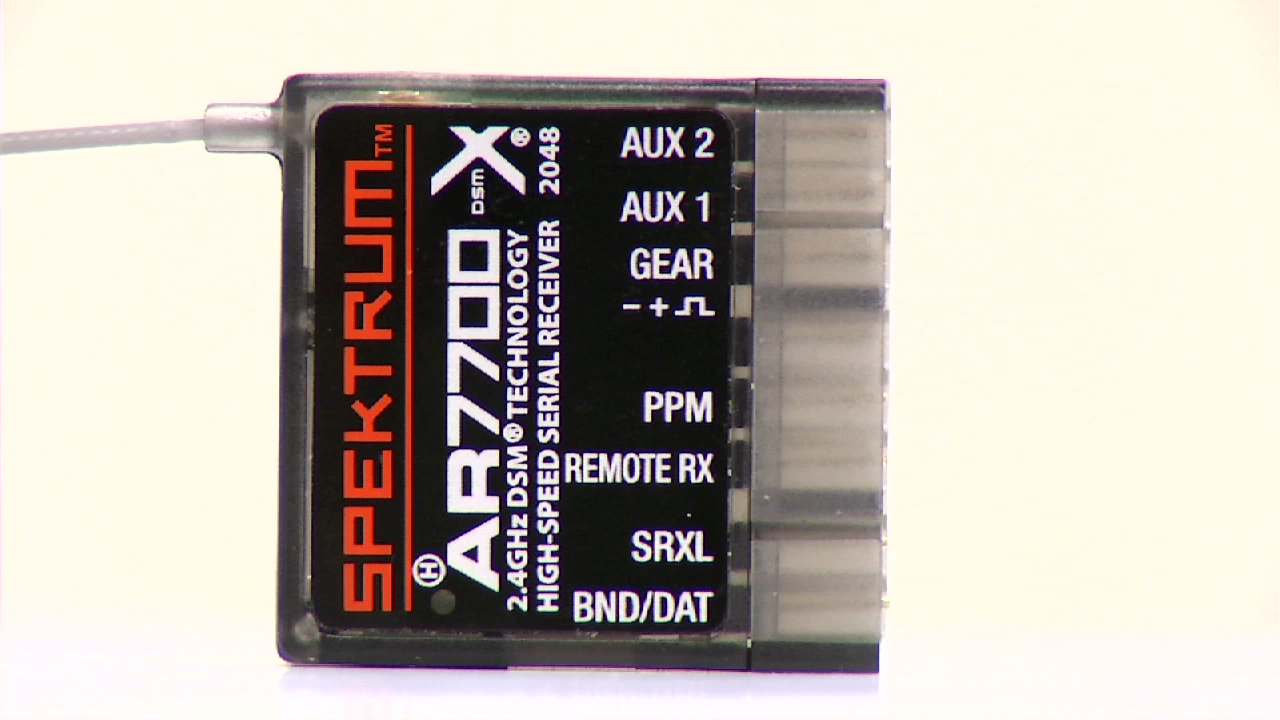 SPEKTRUM™
Ⓗ AR7700 DSM X®
2.4GHz DSM® TECHNOLOGY
HIGH-SPEED SERIAL RECEIVER 2048
AUX 2
AUX 1
GEAR
- +
PPM
REMOTE RX
SRXL
BND/DAT